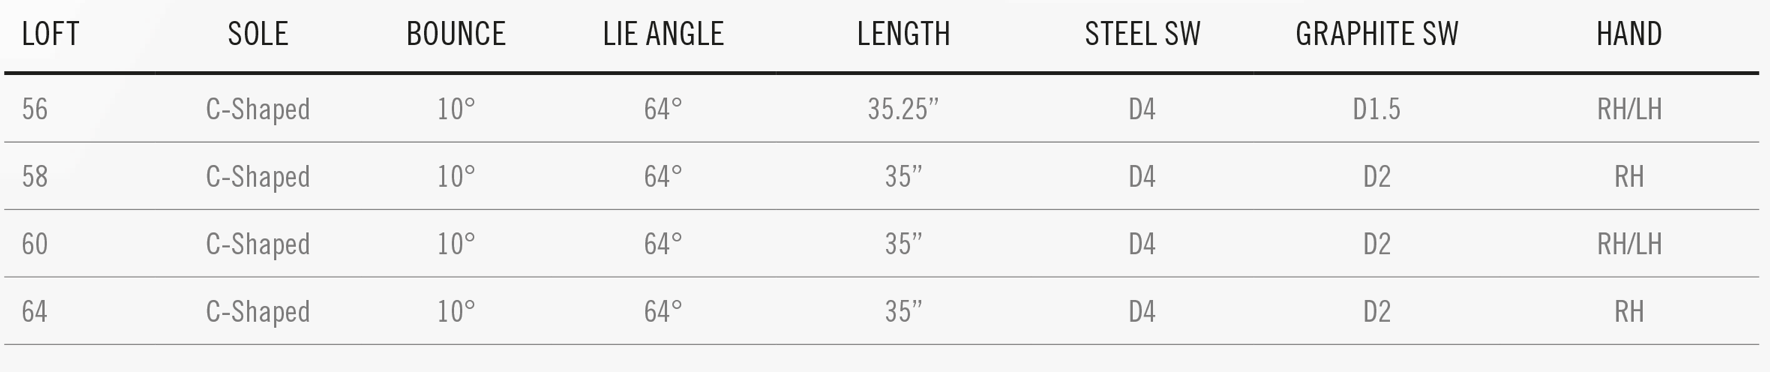 LOFT SOLE BOUNCE LIE ANGLE LENGTH STEEL SW GRAPHITE SW HAND
56 C-Shaped 10° 64° 35.25” D4 D1.5 RH/LH
58 C-Shaped 10° 64° 35” D4 D2 RH
60 C-Shaped 10° 64° 35” D4 D2 RH/LH
64 C-Shaped 10° 64° 35” D4 D2 RH